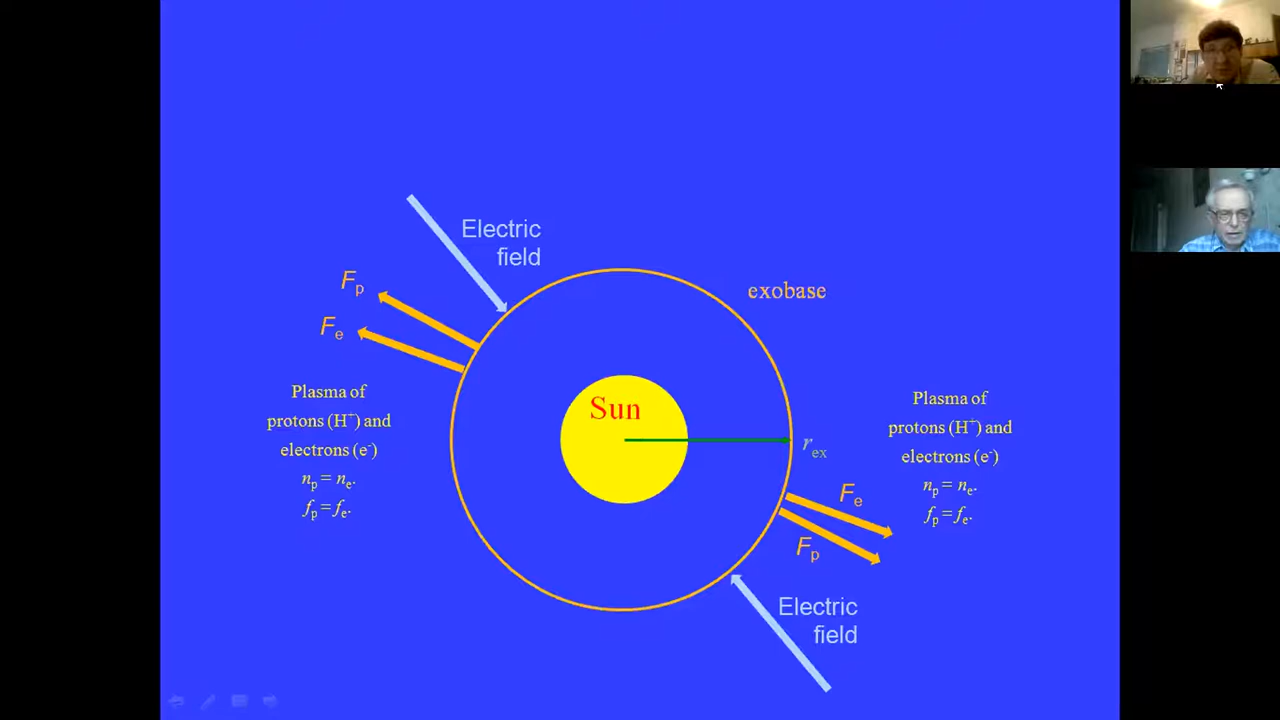 Electric
field
F_p
F_e
exobase
Plasma of
protons (H⁺) and
electrons (e⁻)
n_p = n_e.
f_p = f_e.
Sun
r_ex
Plasma of
protons (H⁺) and
electrons (e⁻)
n_p = n_e.
f_p = f_e.
F_e
F_p
Electric
field